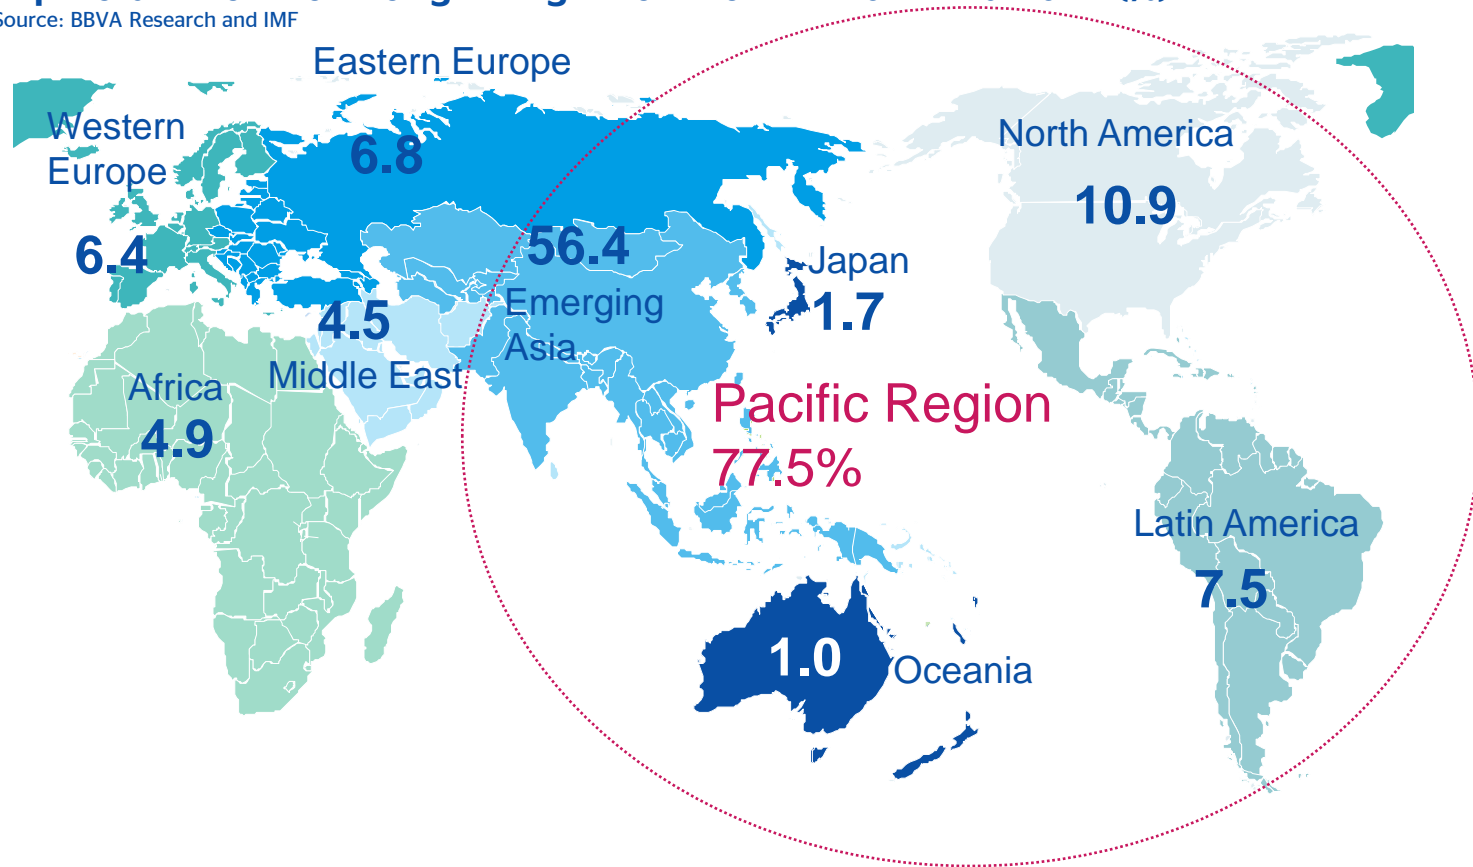 Source: BBVA Research and IMF
Eastern Europe
6.8
Western
Europe
6.4
North America
10.9
56.4
Emerging
Asia
Japan
1.7
4.5
Middle East
Africa
4.9
Pacific Region
77.5%
Latin America
7.5
1.0
Oceania